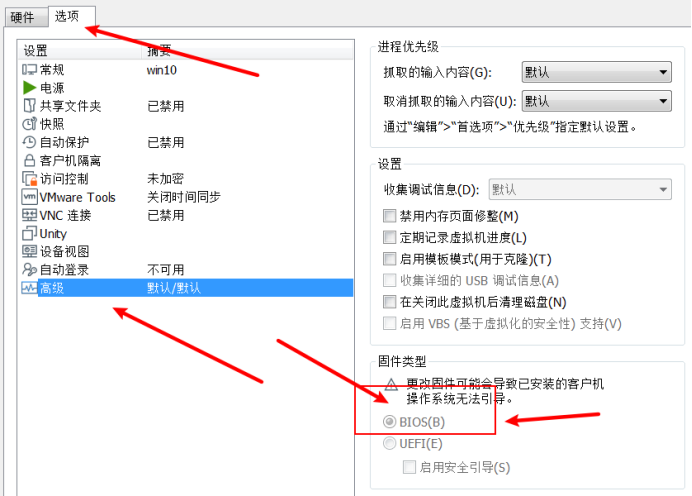 硬件 选项
设置 摘要
常规 win10
电源
共享文件夹 已禁用
快照
自动保护 已禁用
客户机隔离
访问控制 未加密
vm VMware Tools 关闭时间同步
VNC 连接 已禁用
Unity
设备视图
自动登录 不可用
高级 默认/默认
进程优先级
抓取的输入内容(G): 默认
取消抓取的输入内容(U): 默认
通过“编辑”>“首选项”>“优先级”指定默认设置。
设置
收集调试信息(D): 默认
禁用内存页面修整(M)
定期记录虚拟机进度(L)
启用模板模式(用于克隆)(T)
收集详细的 USB 调试信息(A)
在关闭此虚拟机后清理磁盘(N)
启用 VBS (基于虚拟化的安全性) 支持(V)
固件类型
更改固件可能会导致已安装的客户机
操作系统无法引导。
BIOS(B)
UEFI(E)
启用安全引导(S)